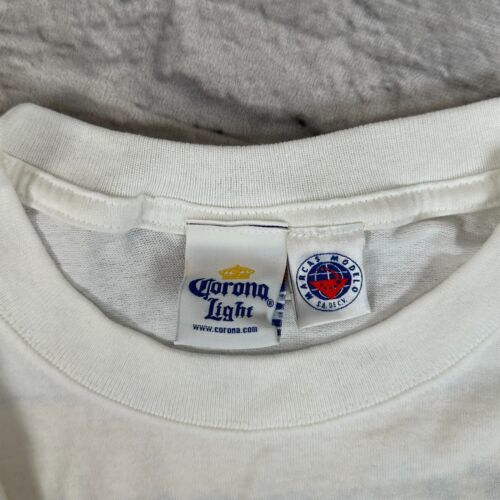 Corona®
Light
www.corona.com
MARCAS MODELO
S.A. DE C.V.